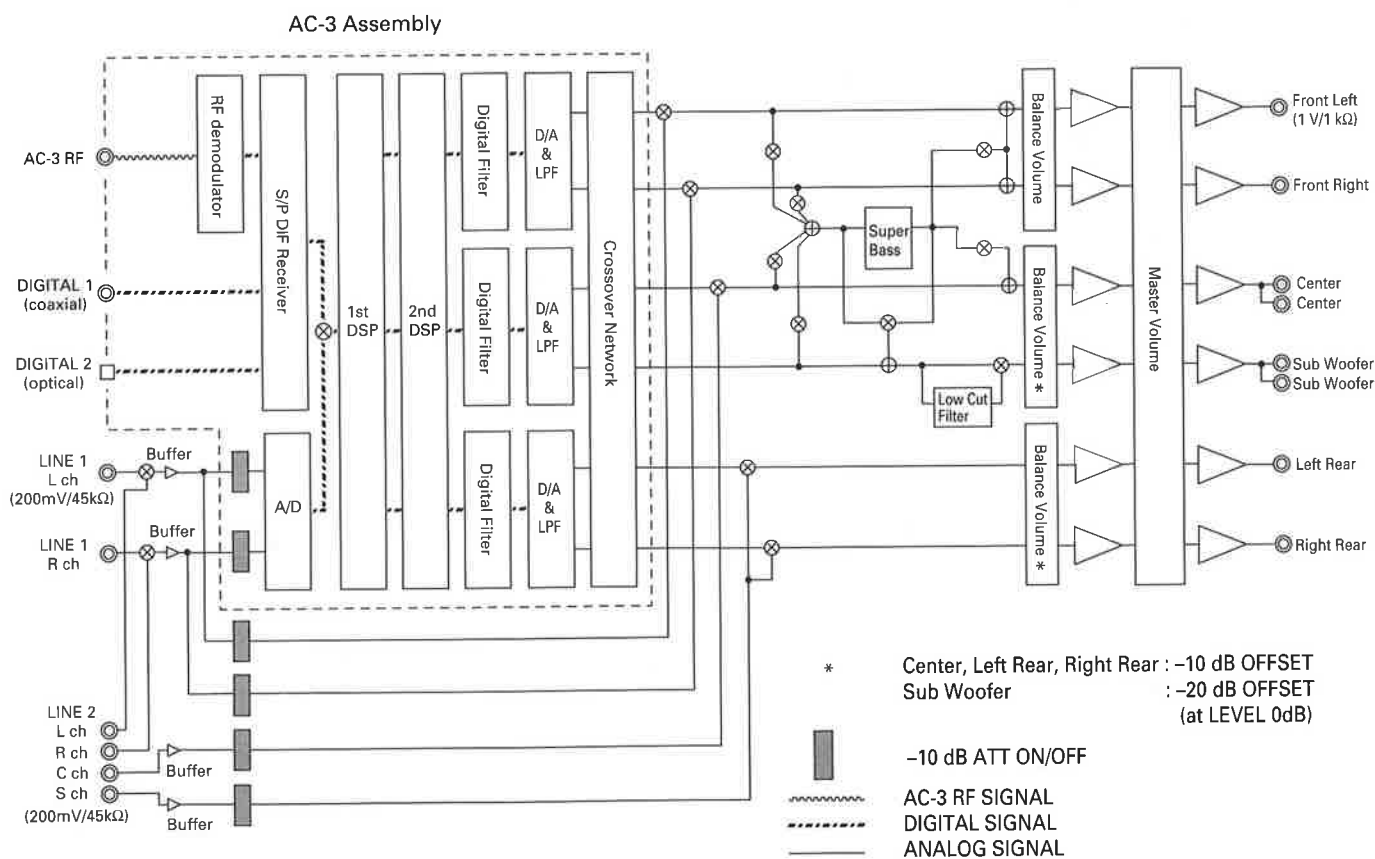 AC-3 Assembly
AC-3 RF
DIGITAL 1
(coaxial)
DIGITAL 2
(optical)
LINE 1
L ch
(200mV/45kΩ)
LINE 1
R ch
LINE 2
L ch
R ch
C ch
S ch
(200mV/45kΩ)
Buffer
Buffer
Buffer
Buffer
RF demodulator
S/P DIF Receiver
A/D
1st
DSP
2nd
DSP
Digital Filter
Digital Filter
Digital Filter
D/A
&
LPF
D/A
&
LPF
D/A
&
LPF
Crossover Network
Super
Bass
Low Cut
Filter
Balance Volume
Balance Volume *
Balance Volume *
Master Volume
Front Left
(1 V/1 kΩ)
Front Right
Center
Center
Sub Woofer
Sub Woofer
Left Rear
Right Rear
* Center, Left Rear, Right Rear : –10 dB OFFSET
Sub Woofer : –20 dB OFFSET
(at LEVEL 0dB)
–10 dB ATT ON/OFF
AC-3 RF SIGNAL
DIGITAL SIGNAL
ANALOG SIGNAL